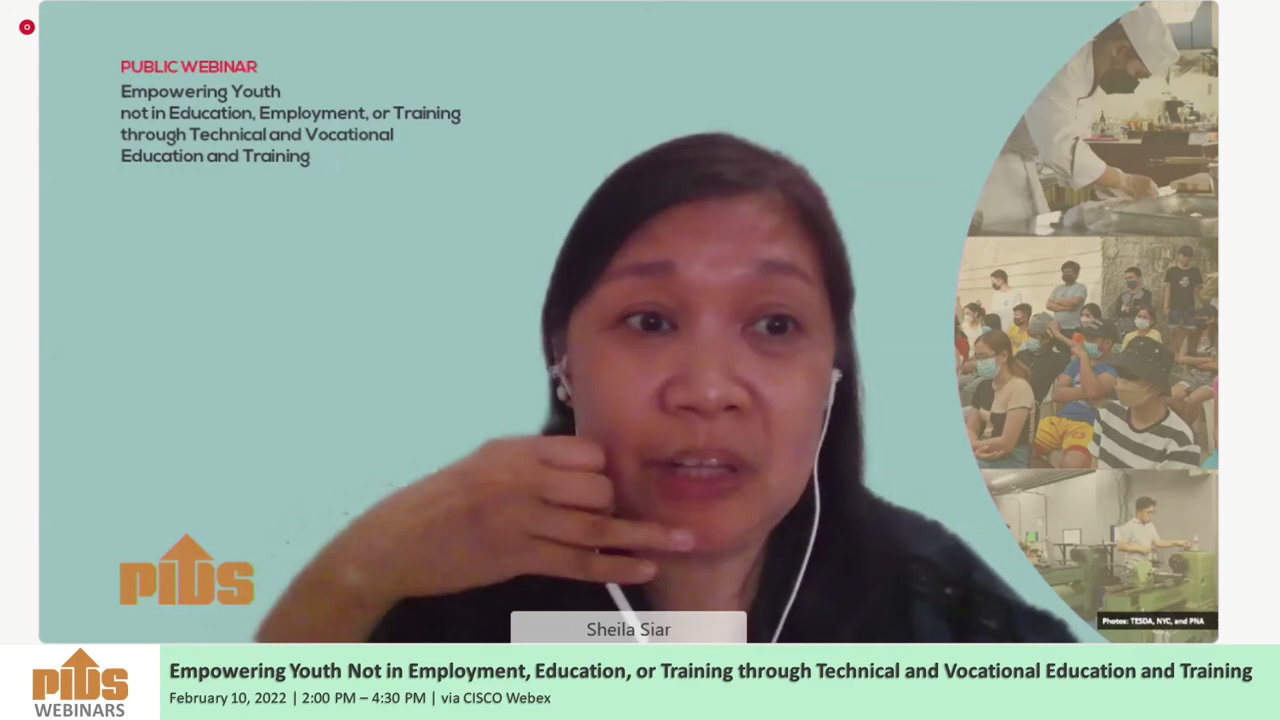 PUBLIC WEBINAR
Empowering Youth
not in Education, Employment, or Training
through Technical and Vocational
Education and Training
PIDS
Sheila Siar
Photos: TESDA, NYC, and PNA
PIDS
WEBINARS
Empowering Youth Not in Employment, Education, or Training through Technical and Vocational Education and Training
February 10, 2022 | 2:00 PM – 4:30 PM | via CISCO Webex